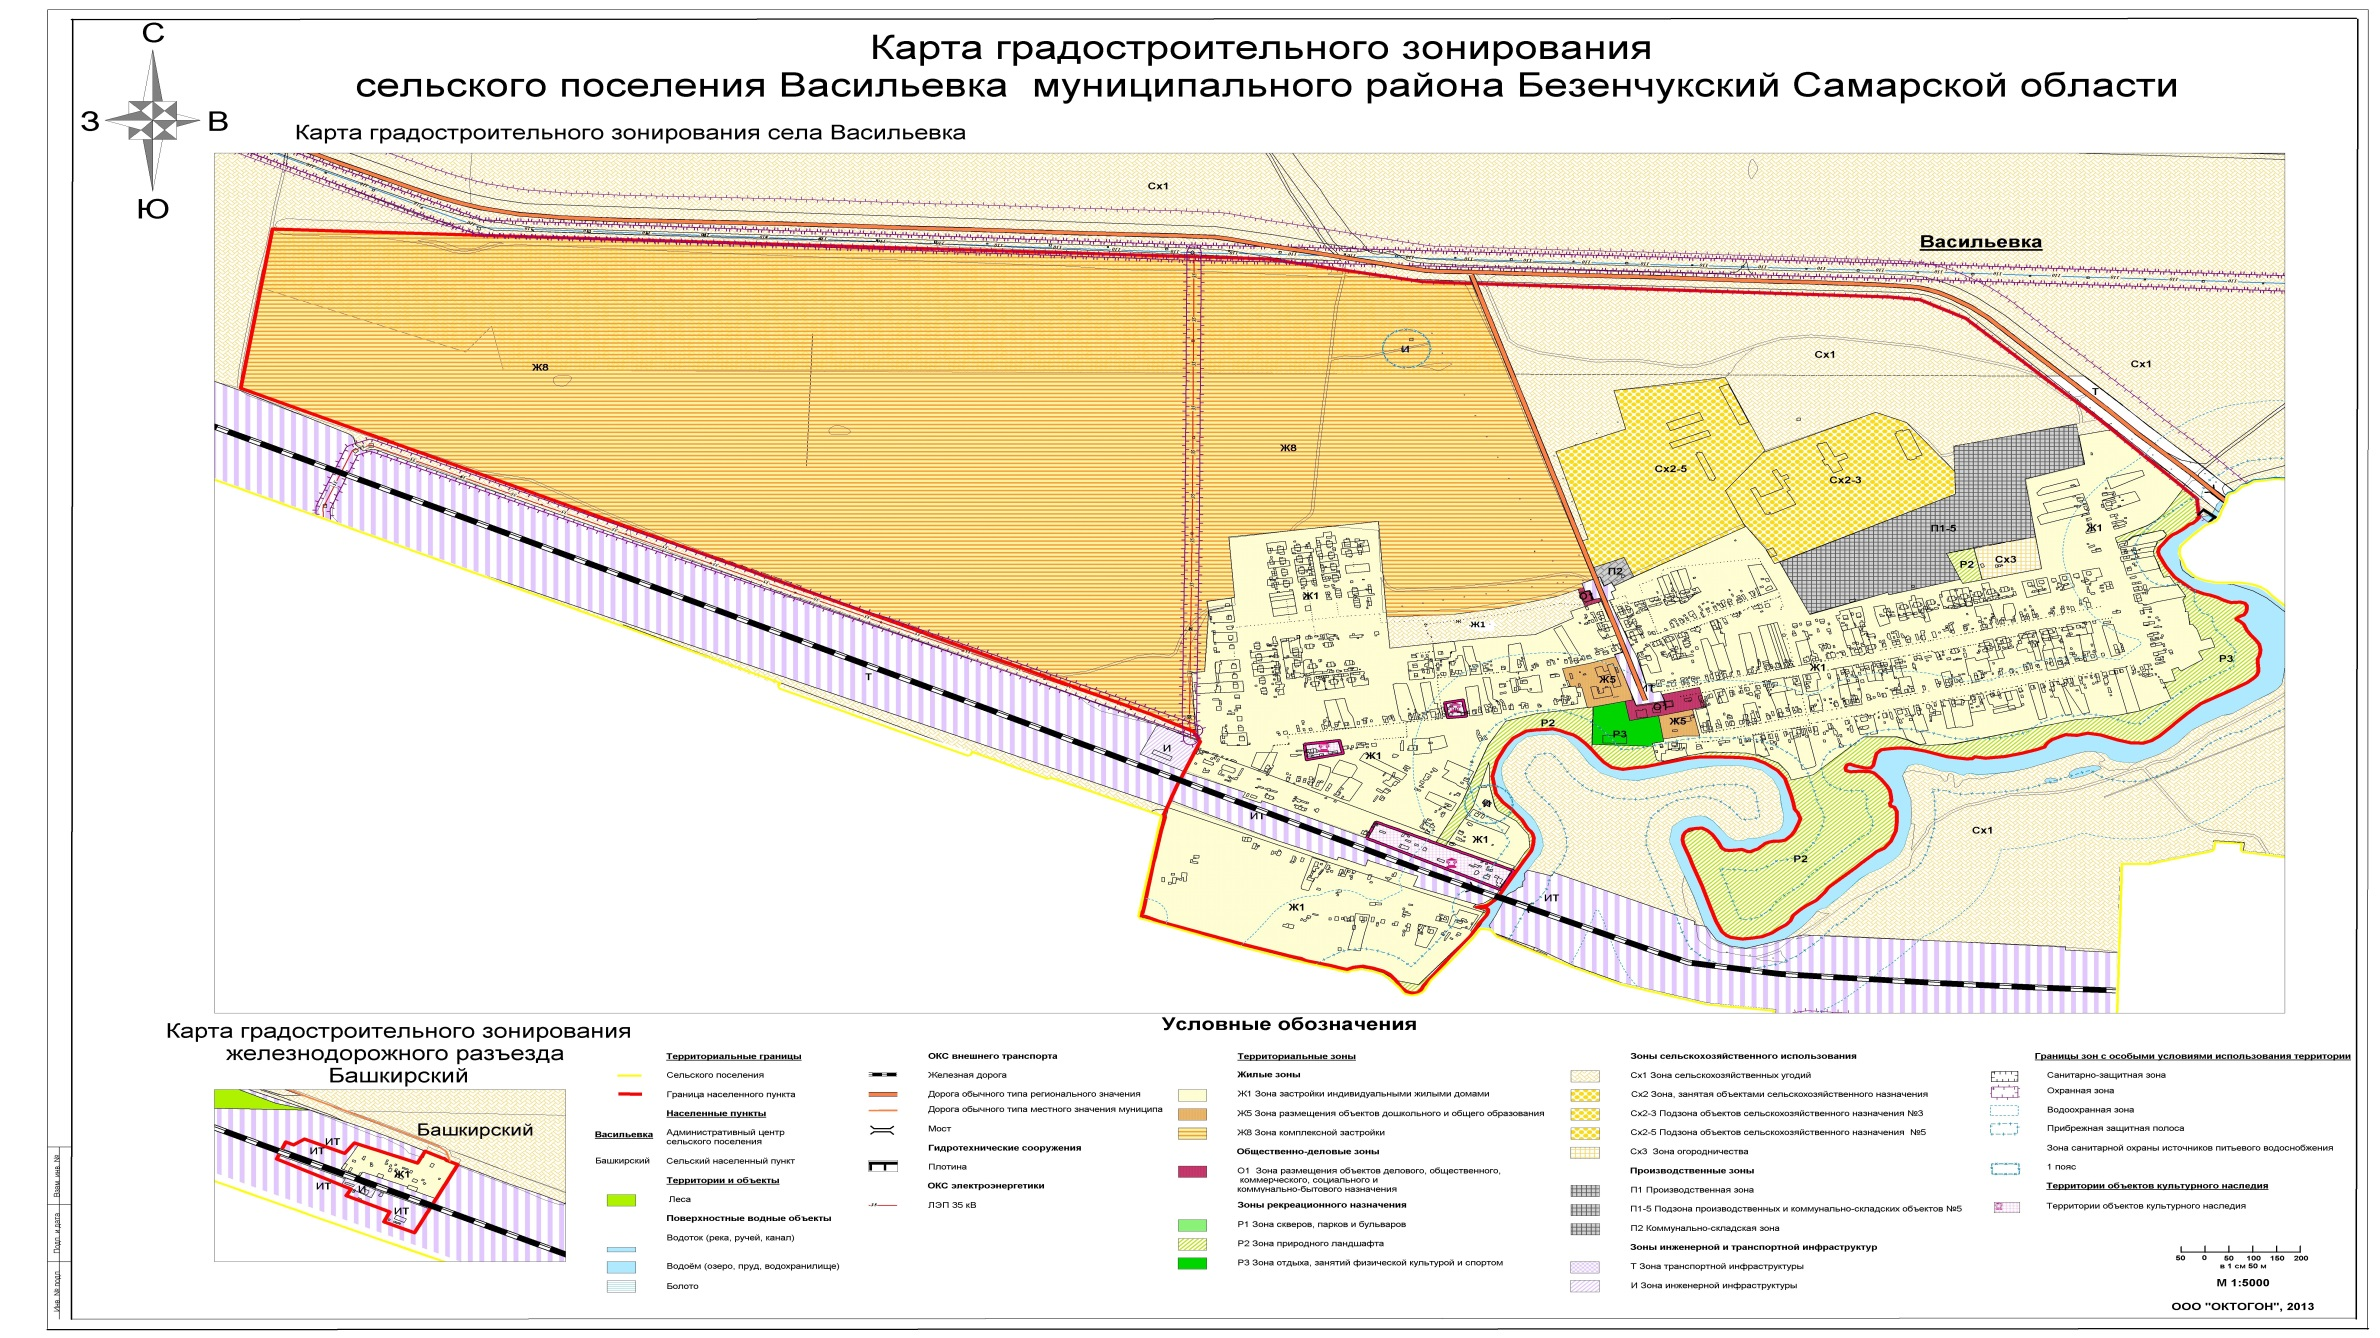 Карта градостроительного зонирования
сельского поселения Васильевка муниципального района Безенчукский Самарской области
С
З
В
Ю
Карта градостроительного зонирования села Васильевка
Сх1
Васильевка
Сх1
Сх1
Т
И
Ж8
Ж8
Сх2-5
Сх2-3
П1-5
Ж1
Р2
Сх3
П2
О1
Ж1
Ж1
Р3
Ж1
Ж5
Т
О1
Ж5
Р2
Р3
Т
И
Ж1
И
ИТ
Ж1
Сх1
Р2
ИТ
Ж1
Карта градостроительного зонирования
железнодорожного разъезда
Башкирский
Башкирский
ИТ
ИТ
Ж1
ИТ
И
ИТ
Условные обозначения
Территориальные границы
Сельского поселения
Граница населенного пункта
Населенные пункты
Васильевка
Административный центр
сельского поселения
Башкирский
Сельский населенный пункт
Территории и объекты
Леса
Поверхностные водные объекты
Водоток (река, ручей, канал)
Водоём (озеро, пруд, водохранилище)
Болото
ОКС внешнего транспорта
Железная дорога
Дорога обычного типа регионального значения
Дорога обычного типа местного значения муниципа
Мост
Гидротехнические сооружения
Плотина
ОКС электроэнергетики
ЛЭП 35 кВ
Территориальные зоны
Жилые зоны
Ж1 Зона застройки индивидуальными жилыми домами
Ж5 Зона размещения объектов дошкольного и общего образования
Ж8 Зона комплексной застройки
Общественно-деловые зоны
О1 Зона размещения объектов делового, общественного,
коммерческого, социального и
коммунально-бытового назначения
Зоны рекреационного назначения
Р1 Зона скверов, парков и бульваров
Р2 Зона природного ландшафта
Р3 Зона отдыха, занятий физической культурой и спортом
Зоны сельскохозяйственного использования
Сх1 Зона сельскохозяйственных угодий
Сх2 Зона, занятая объектами сельскохозяйственного назначения
Сх2-3 Подзона объектов сельскохозяйственного назначения №3
Сх2-5 Подзона объектов сельскохозяйственного назначения №5
Сх3 Зона огородничества
Производственные зоны
П1 Производственная зона
П1-5 Подзона производственных и коммунально-складских объектов №5
П2 Коммунально-складская зона
Зоны инженерной и транспортной инфраструктур
Т Зона транспортной инфраструктуры
И Зона инженерной инфраструктуры
Границы зон с особыми условиями использования территории
Санитарно-защитная зона
Охранная зона
Водоохранная зона
Прибрежная защитная полоса
Зона санитарной охраны источников питьевого водоснобжения
1 пояс
Территории объектов культурного наследия
Территории объектов культурного наследия
50 0 50 100 150 200
в 1 см 50 м
М 1:5000
ООО "ОКТОГОН", 2013
Взам. инв. №
Подп. и дата
Инв. № подл.